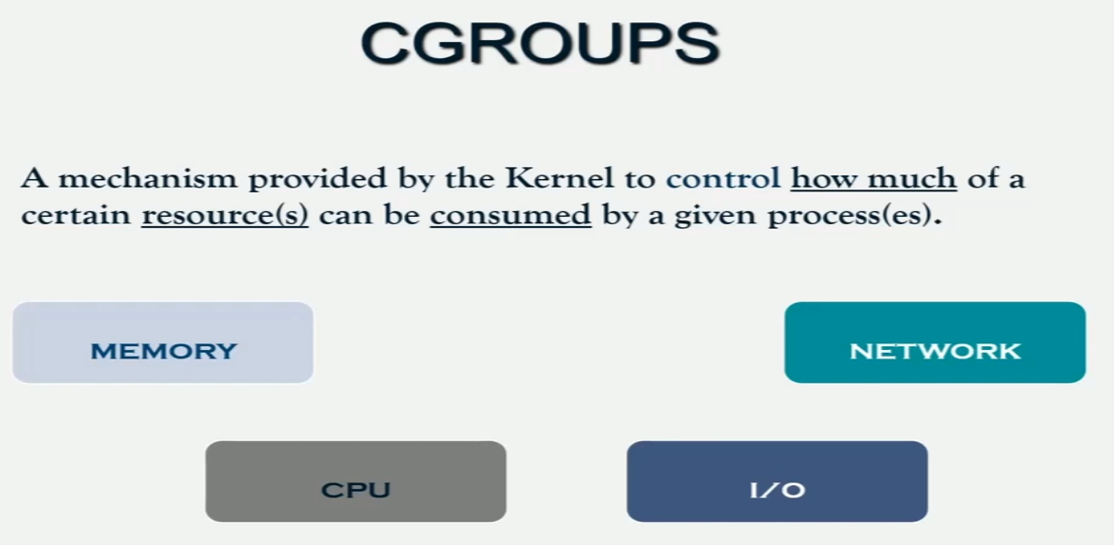 CGROUPS
A mechanism provided by the Kernel to control how much of a
certain resource(s) can be consumed by a given process(es).
MEMORY
NETWORK
CPU
I/O